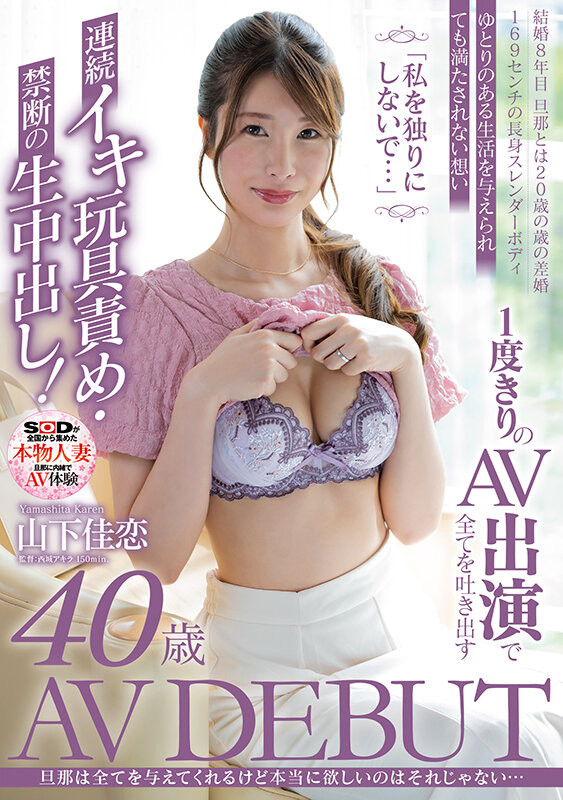 結婚8年目 旦那とは20歳の歳の差婚
169センチの長身スレンダーボディ
ゆとりのある生活を与えられ
ても満たされない想い
「私を独りに
しないで…」
連続イキ玩具責め・
禁断の生中出し!
1度きりの
AV出演で
全てを吐き出す
SODが
全国から集めた
本物人妻
旦那に内緒で
AV体験
Yamashita Karen
山下佳恋
監督:西城アキラ 150min.
40歳
AV DEBUT
旦那は全てを与えてくれるけど本当に欲しいのはそれじゃない…